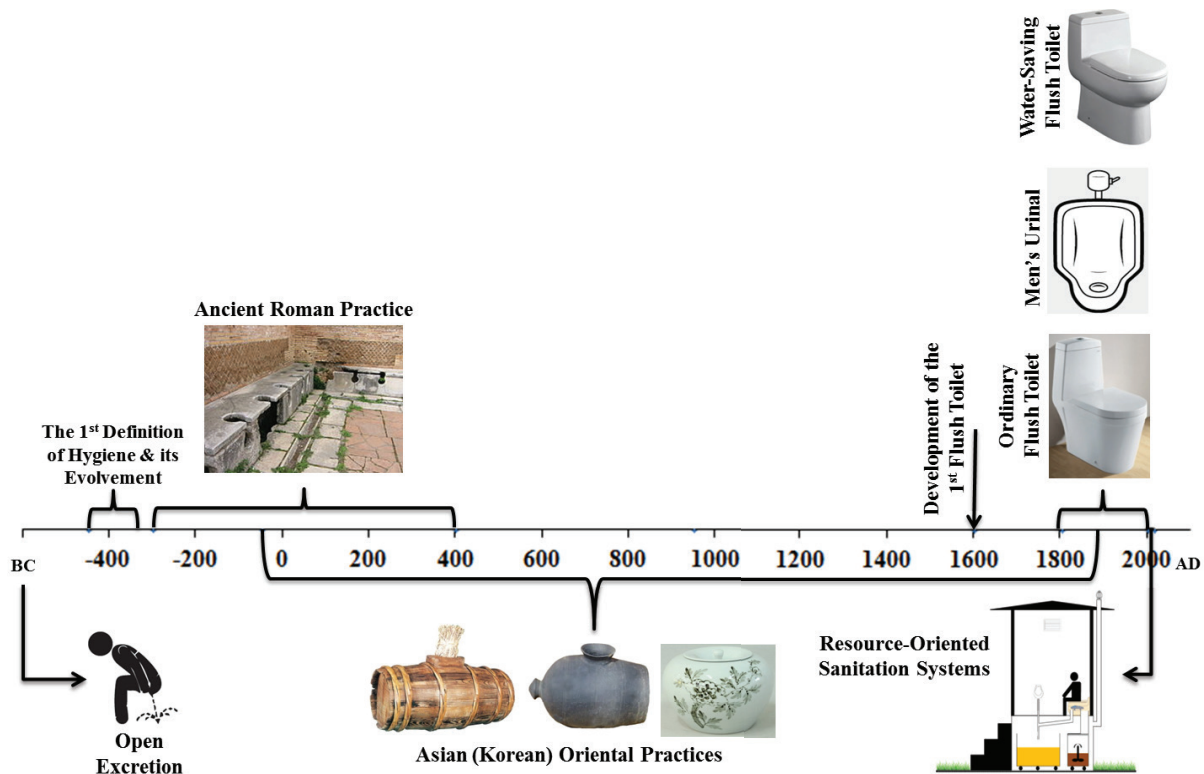 Water-Saving
Flush Toilet
Men's Urinal
Ordinary
Flush Toilet
Development of the
1st Flush Toilet
Ancient Roman Practice
The 1st Definition
of Hygiene & its
Evolvement
BC -400 -200 0 200 400 600 800 1000 1200 1400 1600 1800 2000 AD
Open
Excretion
Asian (Korean) Oriental Practices
Resource-Oriented
Sanitation Systems